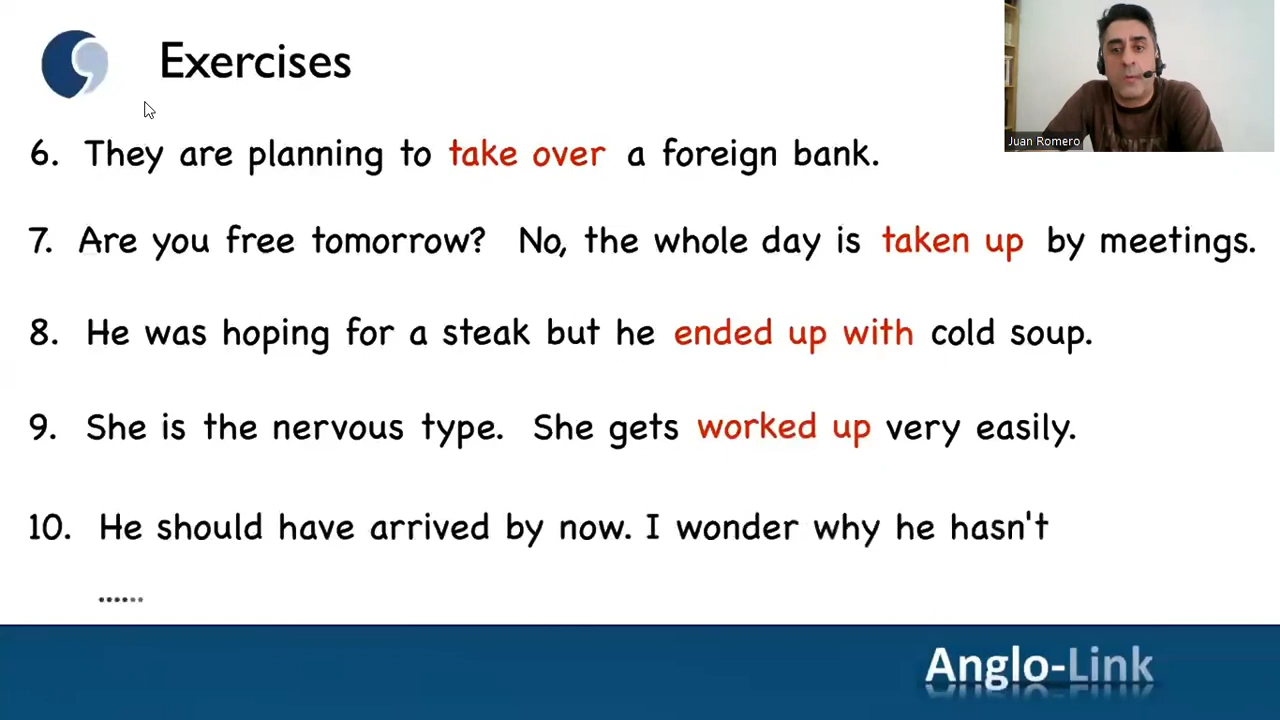 Exercises
Juan Romero
6. They are planning to take over a foreign bank.
7. Are you free tomorrow? No, the whole day is taken up by meetings.
8. He was hoping for a steak but he ended up with cold soup.
9. She is the nervous type. She gets worked up very easily.
10. He should have arrived by now. I wonder why he hasn't
......
Anglo-Link